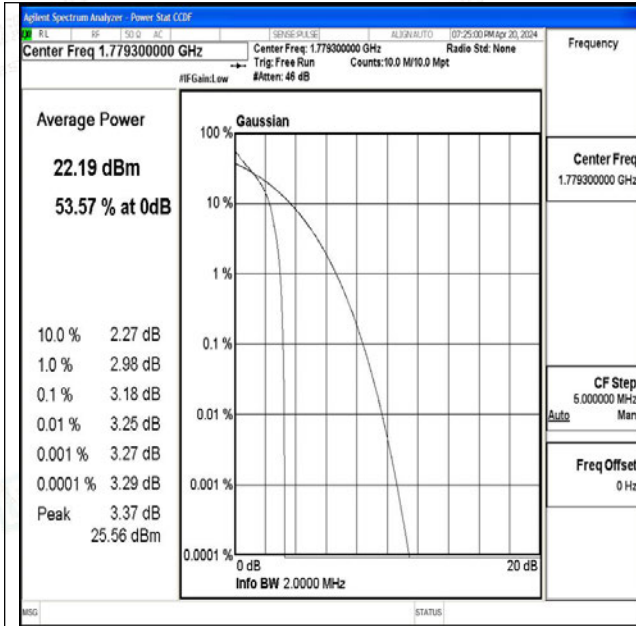 Agilent Spectrum Analyzer - Power Stat CCDF
RL RF 50 Ω AC SENSE:PULSE ALIGN AUTO 07:25:00 PM Apr 20, 2024
Center Freq 1.779300000 GHz
Center Freq: 1.779300000 GHz Radio Std: None
Trig: Free Run Counts:10.0 M/10.0 Mpt
#IFGain:Low #Atten: 46 dB
Frequency
Average Power
22.19 dBm
53.57 % at 0dB
10.0 % 2.27 dB
1.0 % 2.98 dB
0.1 % 3.18 dB
0.01 % 3.25 dB
0.001 % 3.27 dB
0.0001 % 3.29 dB
Peak 3.37 dB
25.56 dBm
Gaussian
100 %
10 %
1 %
0.1 %
0.01 %
0.001 %
0.0001 %
0 dB 20 dB
Info BW 2.0000 MHz
Center Freq
1.779300000 GHz
CF Step
5.000000 MHz
Auto Man
Freq Offset
0 Hz
MSG STATUS